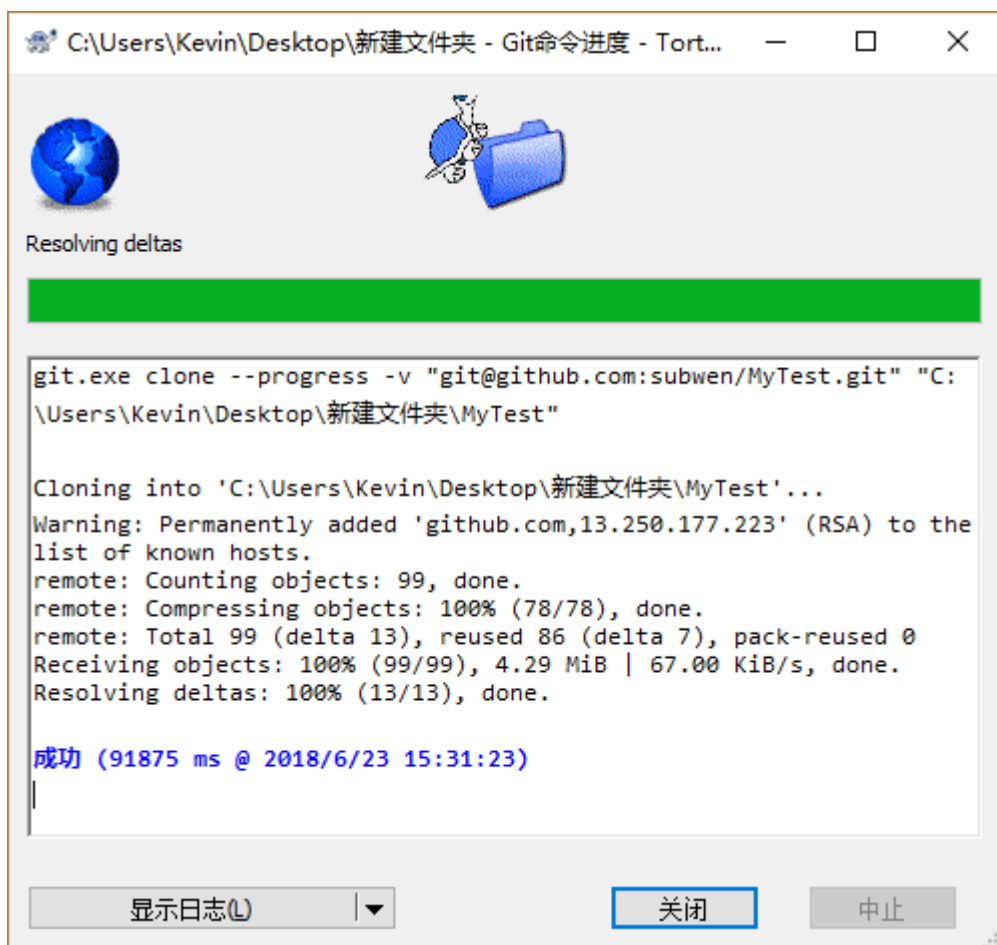 C:\Users\Kevin\Desktop\新建文件夹 - Git命令进度 - Tort...
Resolving deltas
git.exe clone --progress -v "git@github.com:subwen/MyTest.git" "C:
\Users\Kevin\Desktop\新建文件夹\MyTest"
Cloning into 'C:\Users\Kevin\Desktop\新建文件夹\MyTest'...
Warning: Permanently added 'github.com,13.250.177.223' (RSA) to the
list of known hosts.
remote: Counting objects: 99, done.
remote: Compressing objects: 100% (78/78), done.
remote: Total 99 (delta 13), reused 86 (delta 7), pack-reused 0
Receiving objects: 100% (99/99), 4.29 MiB | 67.00 KiB/s, done.
Resolving deltas: 100% (13/13), done.
成功 (91875 ms @ 2018/6/23 15:31:23)
显示日志(L) 关闭 中止